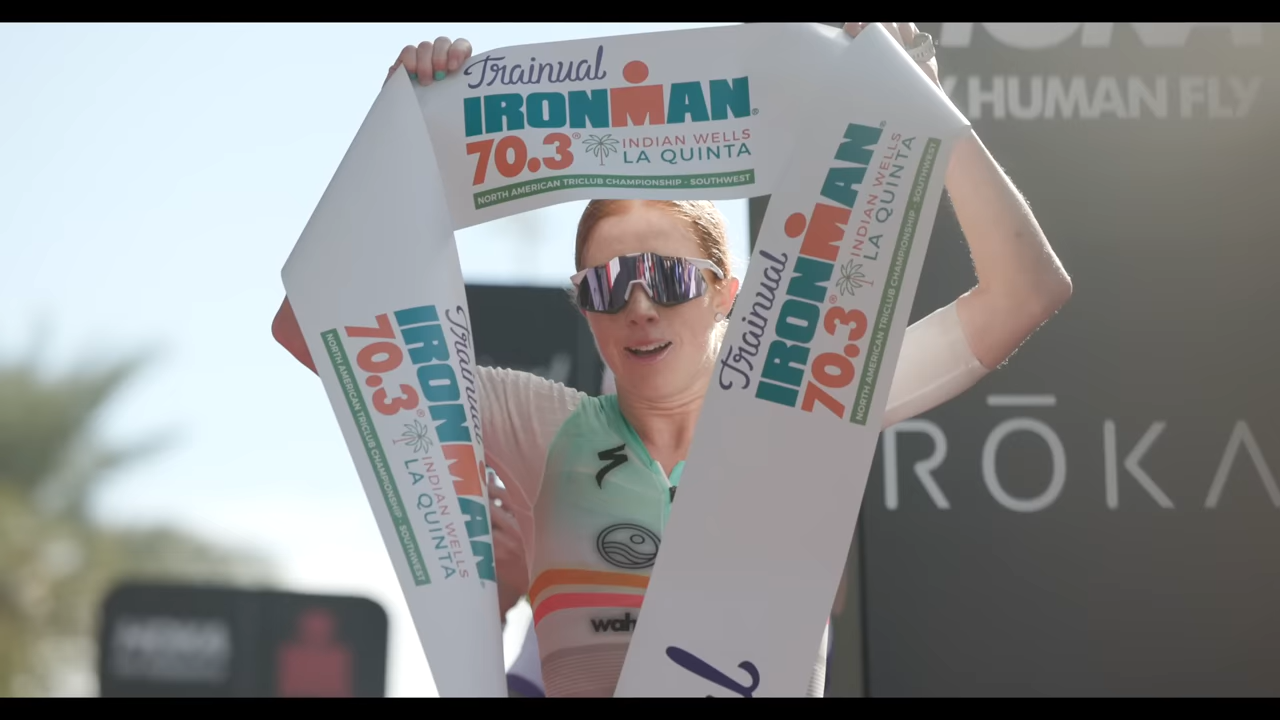 Trainual
IRONMAN®
70.3® INDIAN WELLS
LA QUINTA
NORTH AMERICAN TRICLUB CHAMPIONSHIP - SOUTHWEST
Trainual
IRONMAN®
70.3® INDIAN WELLS
LA QUINTA
NORTH AMERICAN TRICLUB CHAMPIONSHIP - SOUTHWEST
Trainual
IRONMAN®
70.3® INDIAN WELLS
LA QUINTA
NORTH AMERICAN TRICLUB CHAMPIONSHIP - SOUTHWEST
HUMAN FLY
RŌKA
wah
HOKA